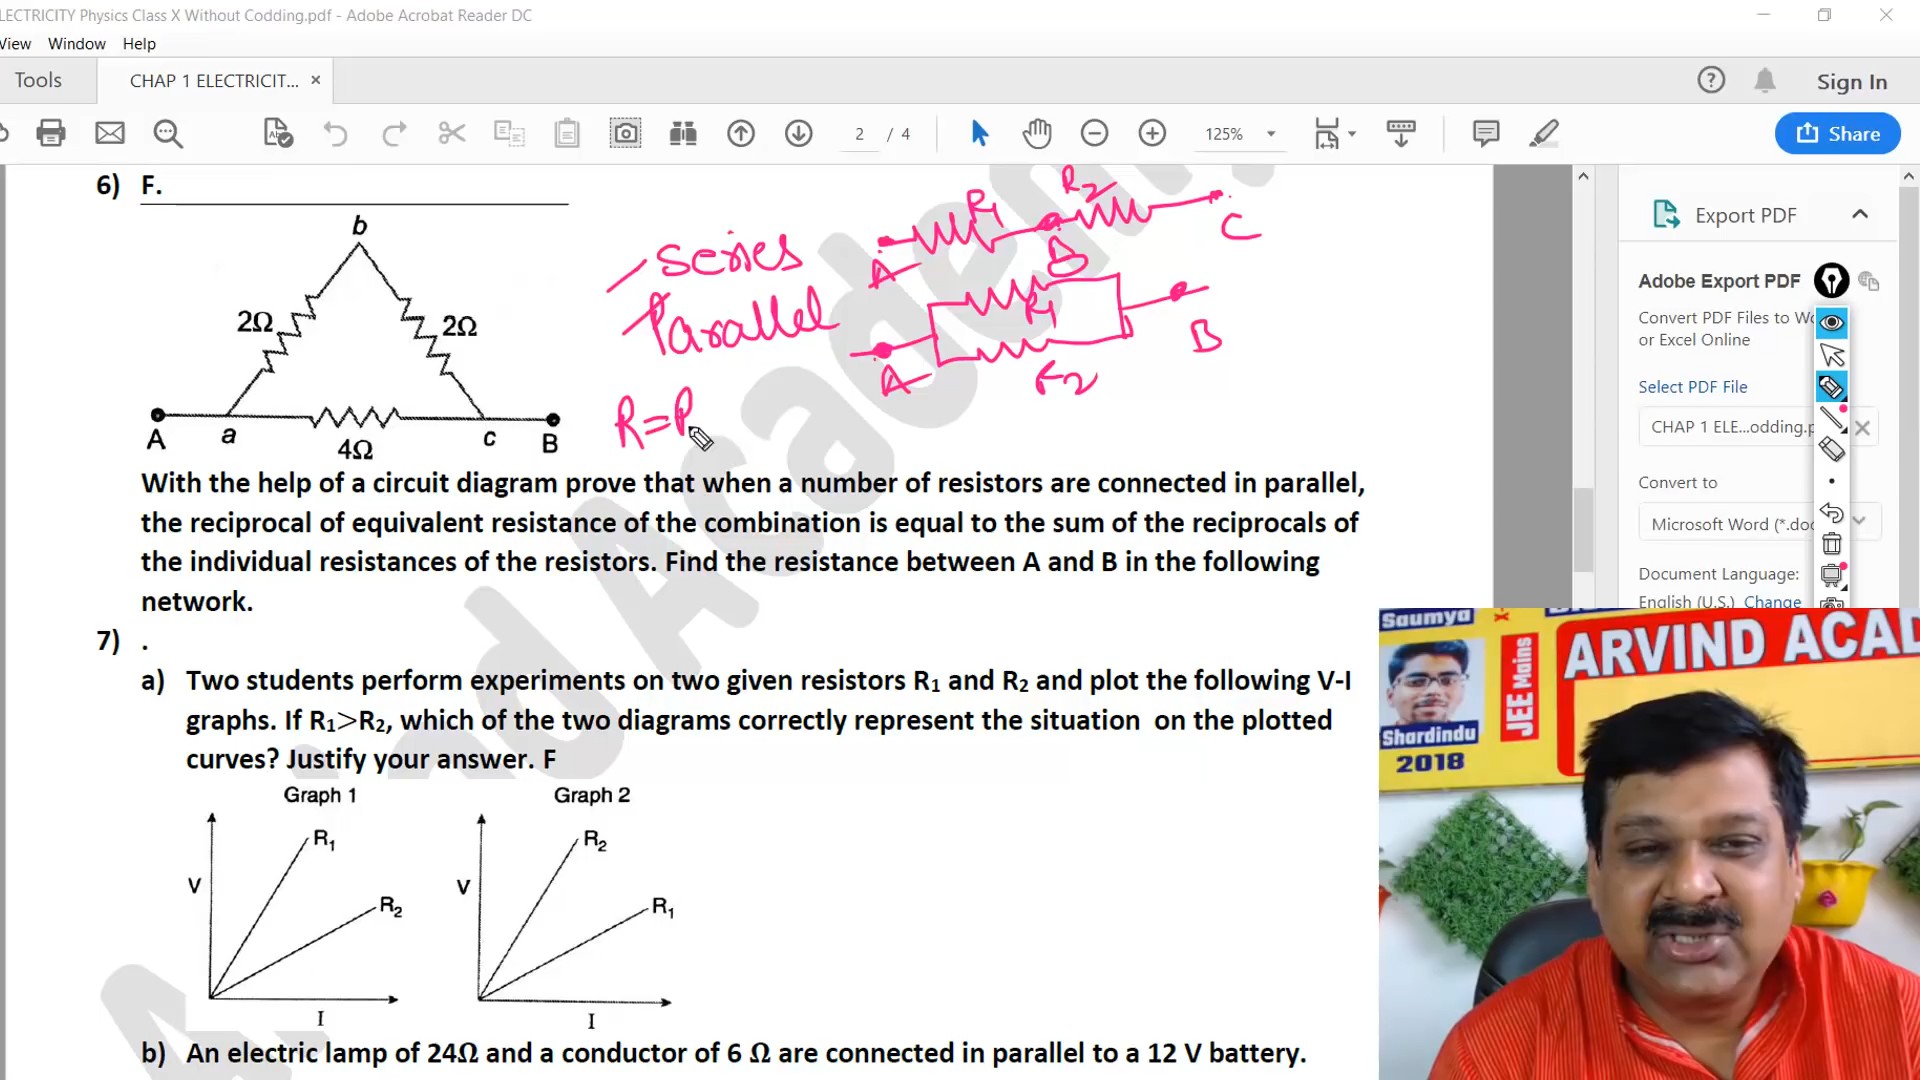 LECTRICITY Physics Class X Without Codding.pdf - Adobe Acrobat Reader DC
View Window Help
Tools
CHAP 1 ELECTRICIT... ×
Sign In
2 / 4
125%
Share
6) F.
b
2Ω
2Ω
A
a
4Ω
c
B
Series
Parallel
R1
R2
A
B
C
R1
A
B
R2
R=P
With the help of a circuit diagram prove that when a number of resistors are connected in parallel,
the reciprocal of equivalent resistance of the combination is equal to the sum of the reciprocals of
the individual resistances of the resistors. Find the resistance between A and B in the following
network.
7) .
a) Two students perform experiments on two given resistors R₁ and R₂ and plot the following V-I
graphs. If R₁>R₂, which of the two diagrams correctly represent the situation on the plotted
curves? Justify your answer. F
Graph 1
R₁
V
R₂
I
Graph 2
R₂
V
R₁
I
b) An electric lamp of 24Ω and a conductor of 6 Ω are connected in parallel to a 12 V battery.
Export PDF
Adobe Export PDF
Convert PDF Files to Wo
or Excel Online
Select PDF File
CHAP 1 ELE...odding.p
Convert to
Microsoft Word (*.doc
Document Language:
English (U.S.) Change
Saumya
Shardindu
2018
JEE Mains
ARVIND ACAD